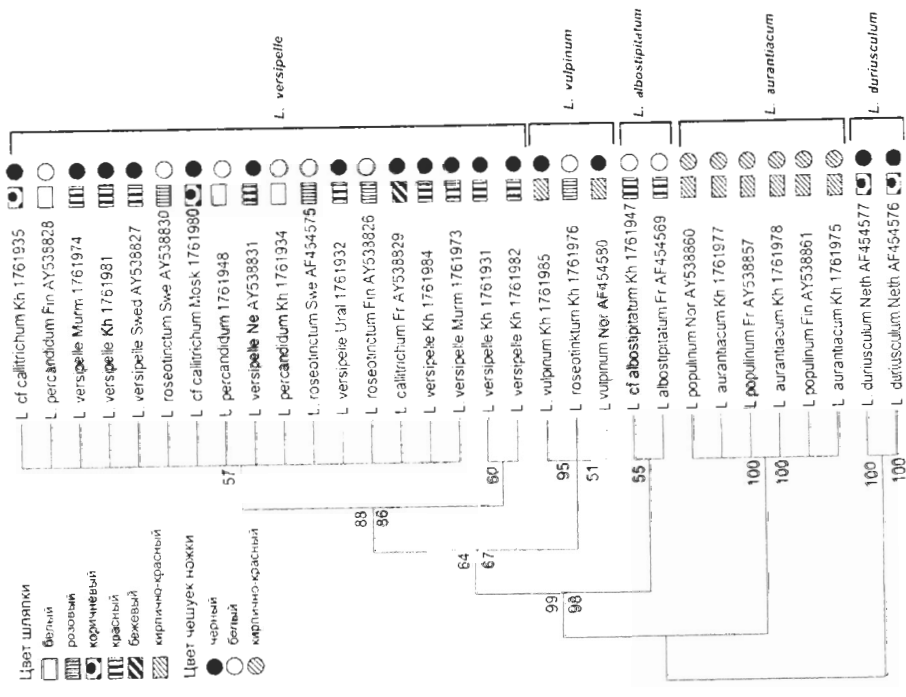 Цвет шляпки
белый
розовый
коричневый
красный
бежевый
кирпично-красный
Цвет чешуек ножки
черный
белый
кирпично-красный
L cf callitrichum Kh 1761935
L percandidum Fin AY538828
L versipelle Murm 1761974
L versipelle Kh 1761981
L versipelle Swed AY538827
L roseotinctum Swe AY538830
L cf callitrichum Mosk 1761980
L percandidum 1761948
L versipelle Ne AY538831
L percandidum Kh 1761934
L. roseotinctum Swe AF454575
L versipelle Ural 1761932
L roseotinctum Fin AY538826
L callitrichum Fr AY538829
L versipelle Kh 1761984
L versipelle Murm 1761973
L versipelle Kh 1761931
L versipelle Kh 1761982
L vulpinum Kh 1761985
L roseotinktum Kh 1761976
L vulpinum Nor AF454580
L cf albostipitatum Kh 1761947
L albostipitatum Fr AF454569
L populinum Nor AY538860
L aurantiacum Kh 1761977
L populinum Fr AY538857
L aurantiacum Kh 1761978
L populinum Fin AY538861
L aurantiacum Kh 1761975
L duriusculum Neth AF454577
L duriusculum Neth AF454576
L. versipelle
L. vulpinum
L. albostipitatum
L. aurantiacum
L. duriusculum
57
60
88
86
95
51
64
67
55
99
98
100
100
100
100